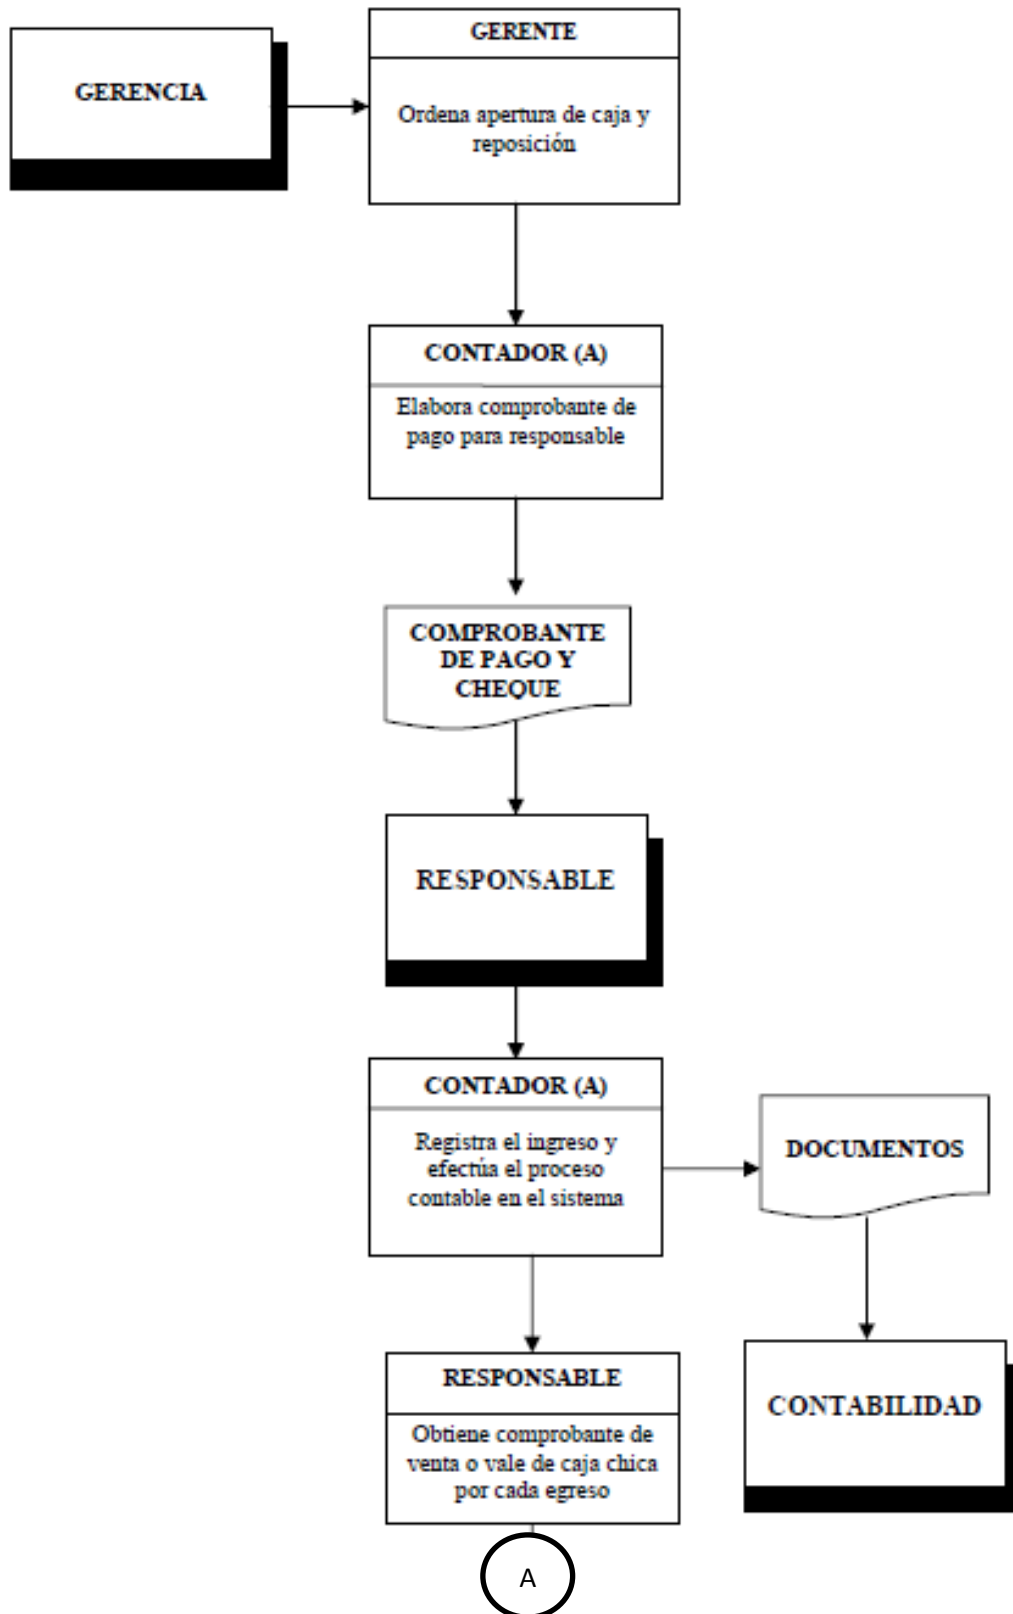 GERENCIA
GERENTE
Ordena apertura de caja y
reposición
CONTADOR (A)
Elabora comprobante de
pago para responsable
COMPROBANTE
DE PAGO Y
CHEQUE
RESPONSABLE
CONTADOR (A)
Registra el ingreso y
efectúa el proceso
contable en el sistema
DOCUMENTOS
CONTABILIDAD
RESPONSABLE
Obtiene comprobante de
venta o vale de caja chica
por cada egreso
A